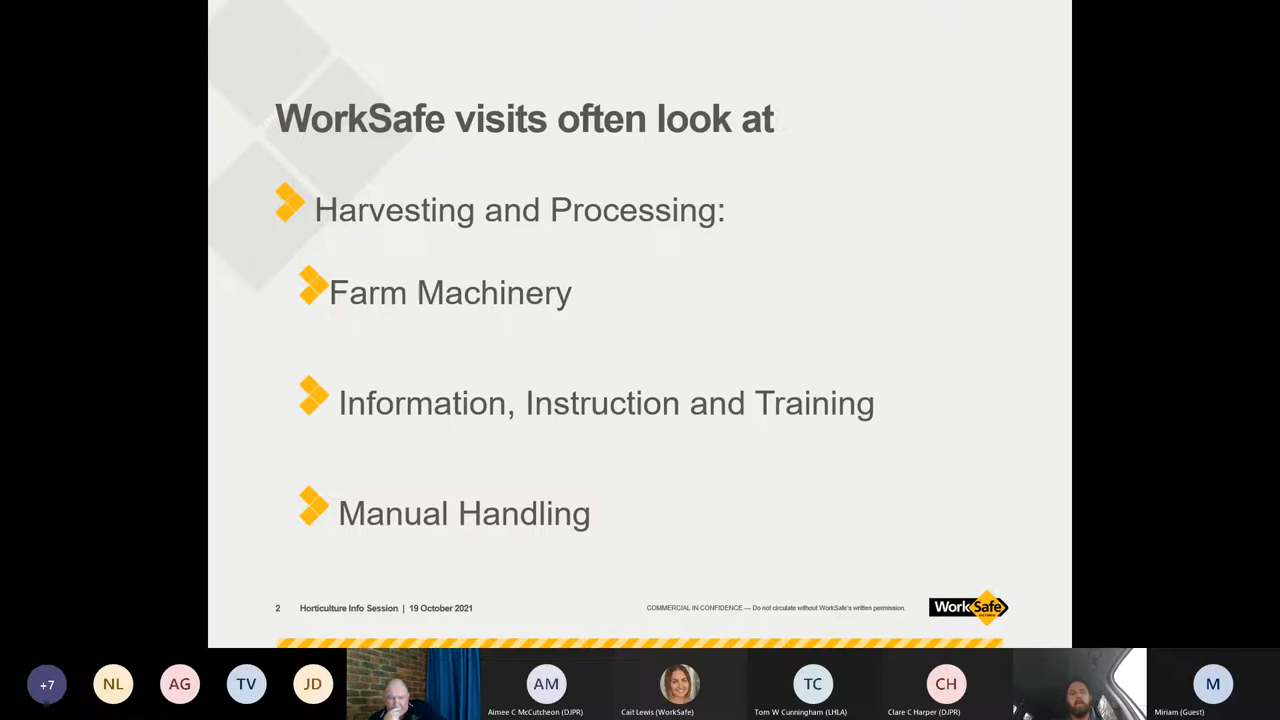 WorkSafe visits often look at
Harvesting and Processing:
Farm Machinery
Information, Instruction and Training
Manual Handling
2 Horticulture Info Session | 19 October 2021
COMMERCIAL IN CONFIDENCE — Do not circulate without WorkSafe's written permission.
WorkSafe
VICTORIA
+7
NL
AG
TV
JD
AM
Aimee C McCutcheon (DJPR)
Cait Lewis (WorkSafe)
TC
Tom W Cunningham (LHLA)
CH
Clare C Harper (DJPR)
M
Miriam (Guest)